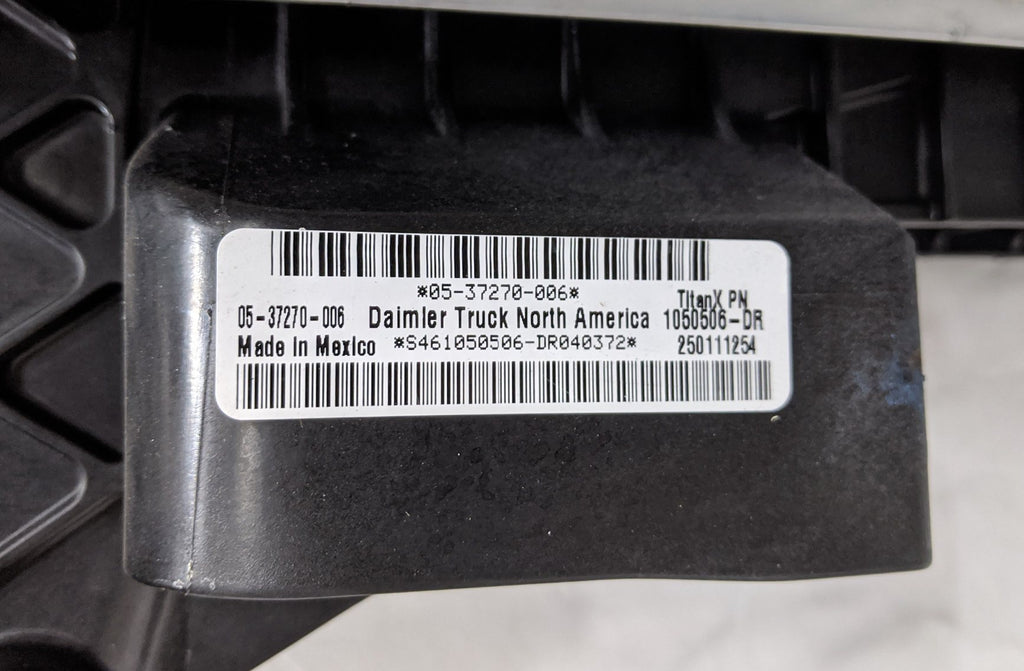 *05-37270-006*
TitanX PN
05-37270-006 Daimler Truck North America 1050506-DR
Made in Mexico *S461050506-DR040372* 250111254